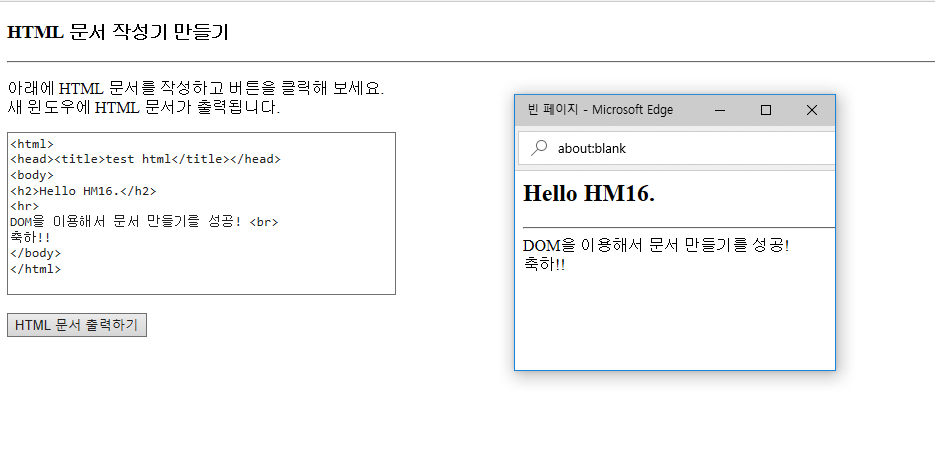 HTML 문서 작성기 만들기
아래에 HTML 문서를 작성하고 버튼을 클릭해 보세요.
새 윈도우에 HTML 문서가 출력됩니다.
<html>
<head><title>test html</title></head>
<body>
<h2>Hello HM16.</h2>
<hr>
DOM을 이용해서 문서 만들기를 성공! <br>
축하!!
</body>
</html>
HTML 문서 출력하기
빈 페이지 - Microsoft Edge
about:blank
Hello HM16.
DOM을 이용해서 문서 만들기를 성공!
축하!!